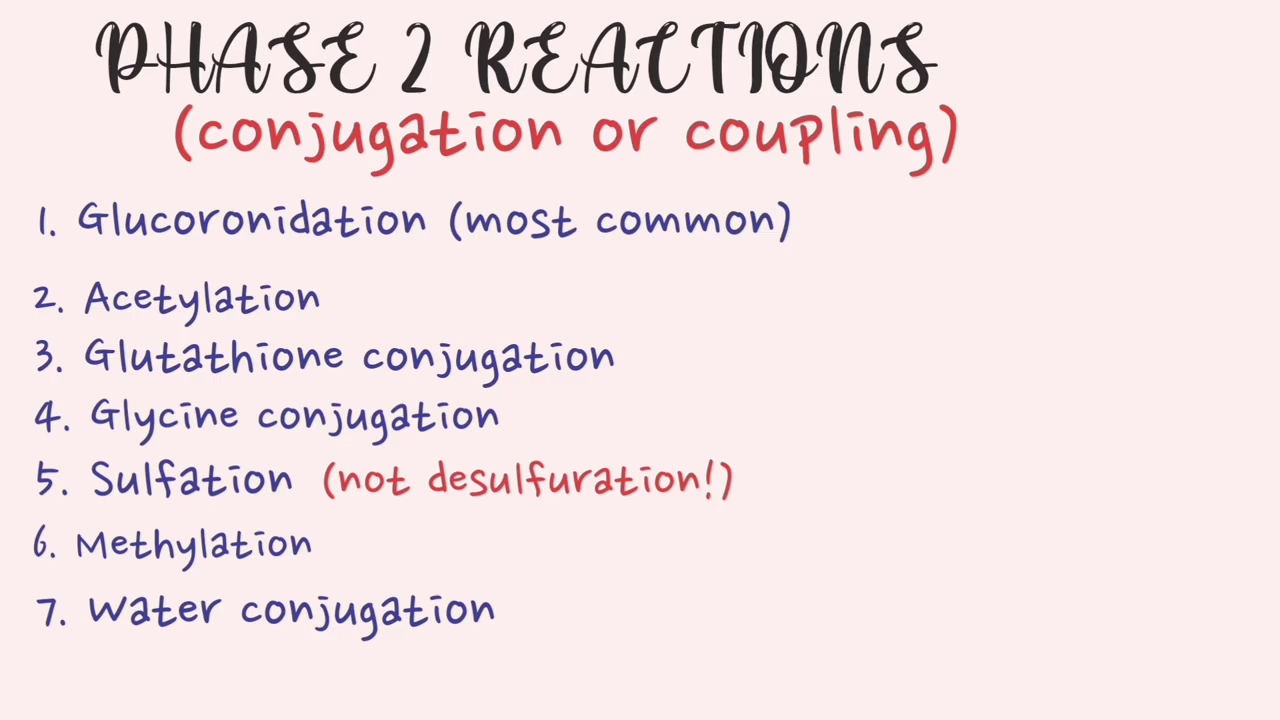 PHASE 2 REACTIONS
(conjugation or coupling)
1. Glucoronidation (most common)
2. Acetylation
3. Glutathione conjugation
4. Glycine conjugation
5. Sulfation (not desulfuration!)
6. Methylation
7. Water conjugation